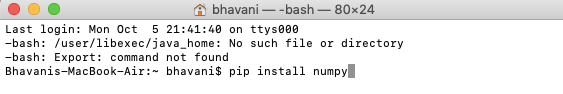 bhavani — -bash — 80×24
Last login: Mon Oct  5 21:41:40 on ttys000
-bash: /user/libexec/java_home: No such file or directory
-bash: Export: command not found
Bhavanis-MacBook-Air:~ bhavani$ pip install numpy